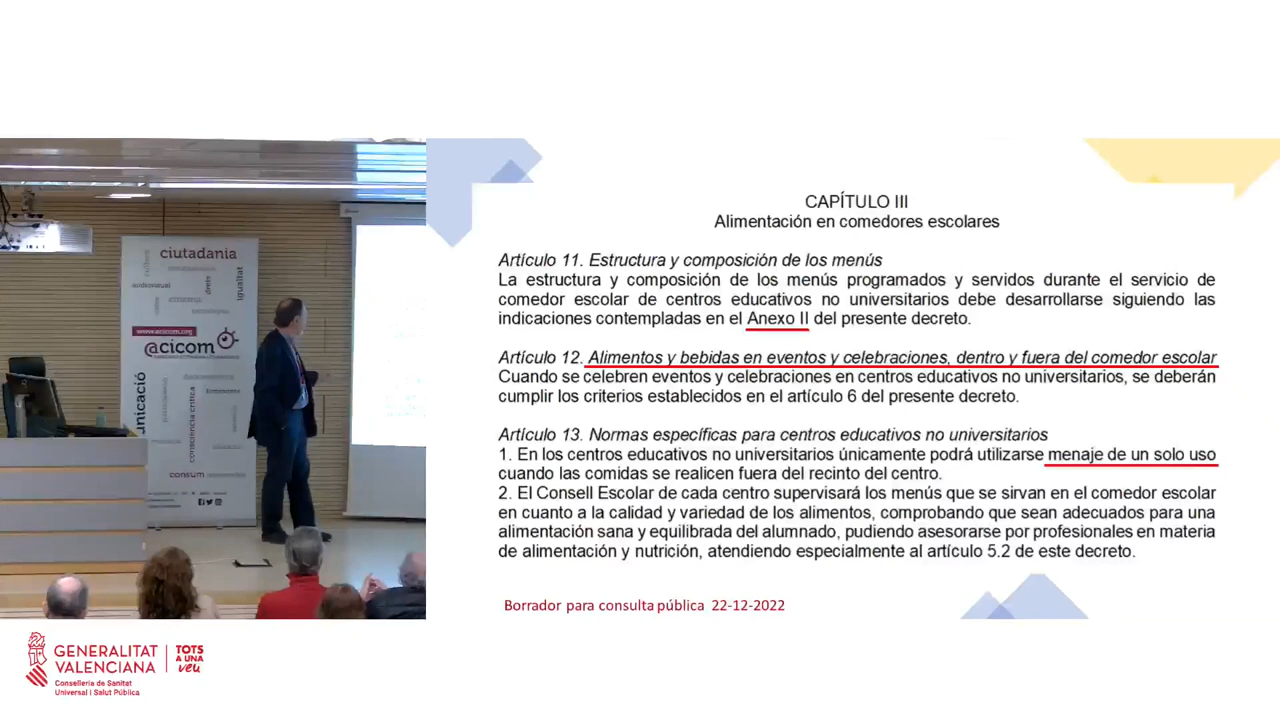 ciutadania
audiovisual
cinema
drets
igualtat
www.acicom.org
@cicom
unicació
consciència crítica
consum
CAPÍTULO III
Alimentación en comedores escolares
Artículo 11. Estructura y composición de los menús
La estructura y composición de los menús programados y servidos durante el servicio de
comedor escolar de centros educativos no universitarios debe desarrollarse siguiendo las
indicaciones contempladas en el Anexo II del presente decreto.
Artículo 12. Alimentos y bebidas en eventos y celebraciones, dentro y fuera del comedor escolar
Cuando se celebren eventos y celebraciones en centros educativos no universitarios, se deberán
cumplir los criterios establecidos en el artículo 6 del presente decreto.
Artículo 13. Normas específicas para centros educativos no universitarios
1. En los centros educativos no universitarios únicamente podrá utilizarse menaje de un solo uso
cuando las comidas se realicen fuera del recinto del centro.
2. El Consell Escolar de cada centro supervisará los menús que se sirvan en el comedor escolar
en cuanto a la calidad y variedad de los alimentos, comprobando que sean adecuados para una
alimentación sana y equilibrada del alumnado, pudiendo asesorarse por profesionales en materia
de alimentación y nutrición, atendiendo especialmente al artículo 5.2 de este decreto.
Borrador para consulta pública 22-12-2022
GENERALITAT
VALENCIANA
Conselleria de Sanitat
Universal i Salut Pública
TOTS
A UNA
veu